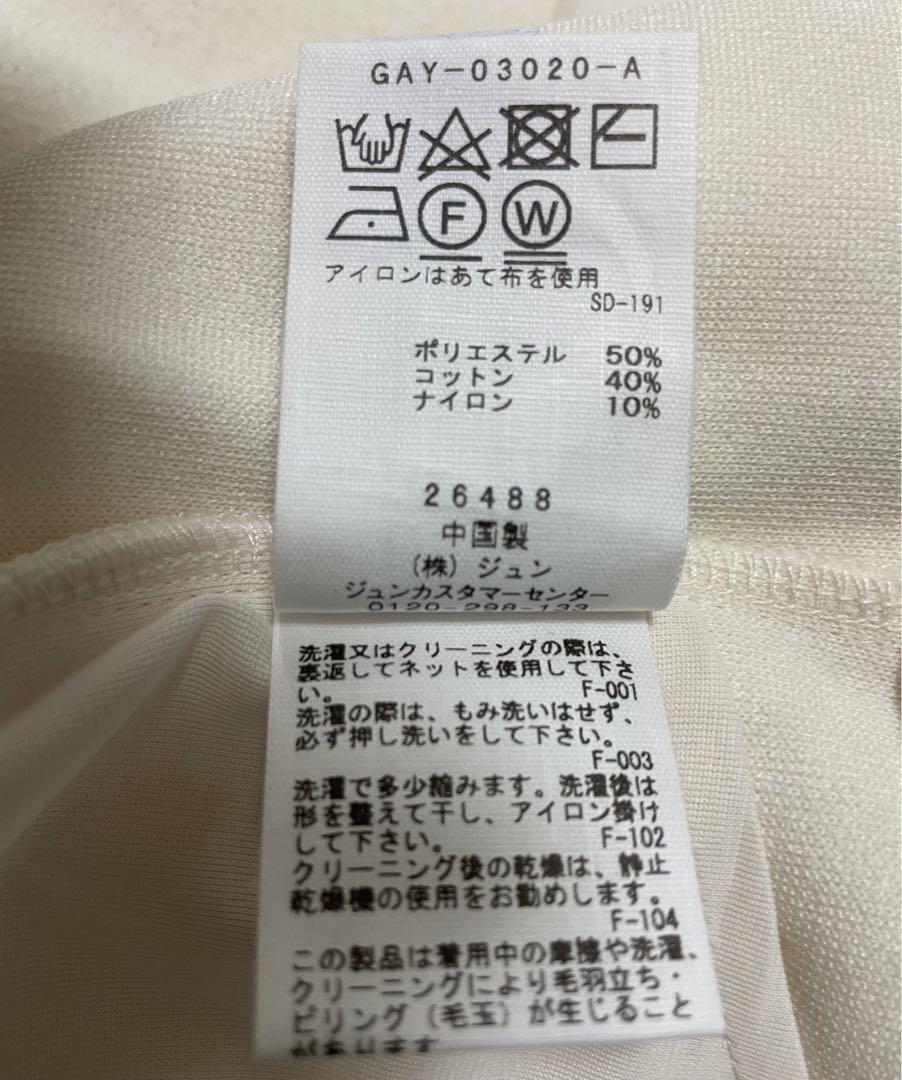 GAY-03020-A
F W
アイロンはあて布を使用
SD-191
ポリエステル 50%
コットン 40%
ナイロン 10%
26488
中国製
(株) ジュン
ジュンカスタマーセンター
0120-298-133
洗濯又はクリーニングの際は、
裏返してネットを使用して下さ
い。 F-001
洗濯の際は、もみ洗いはせず、
必ず押し洗いをして下さい。
F-003
洗濯で多少縮みます。洗濯後は
形を整えて干し、アイロン掛け
して下さい。 F-102
クリーニング後の乾燥は、静止
乾燥機の使用をお勧めします。
F-104
この製品は着用中の摩擦や洗濯、
クリーニングにより毛羽立ち・
ピリング(毛玉)が生じること
があります